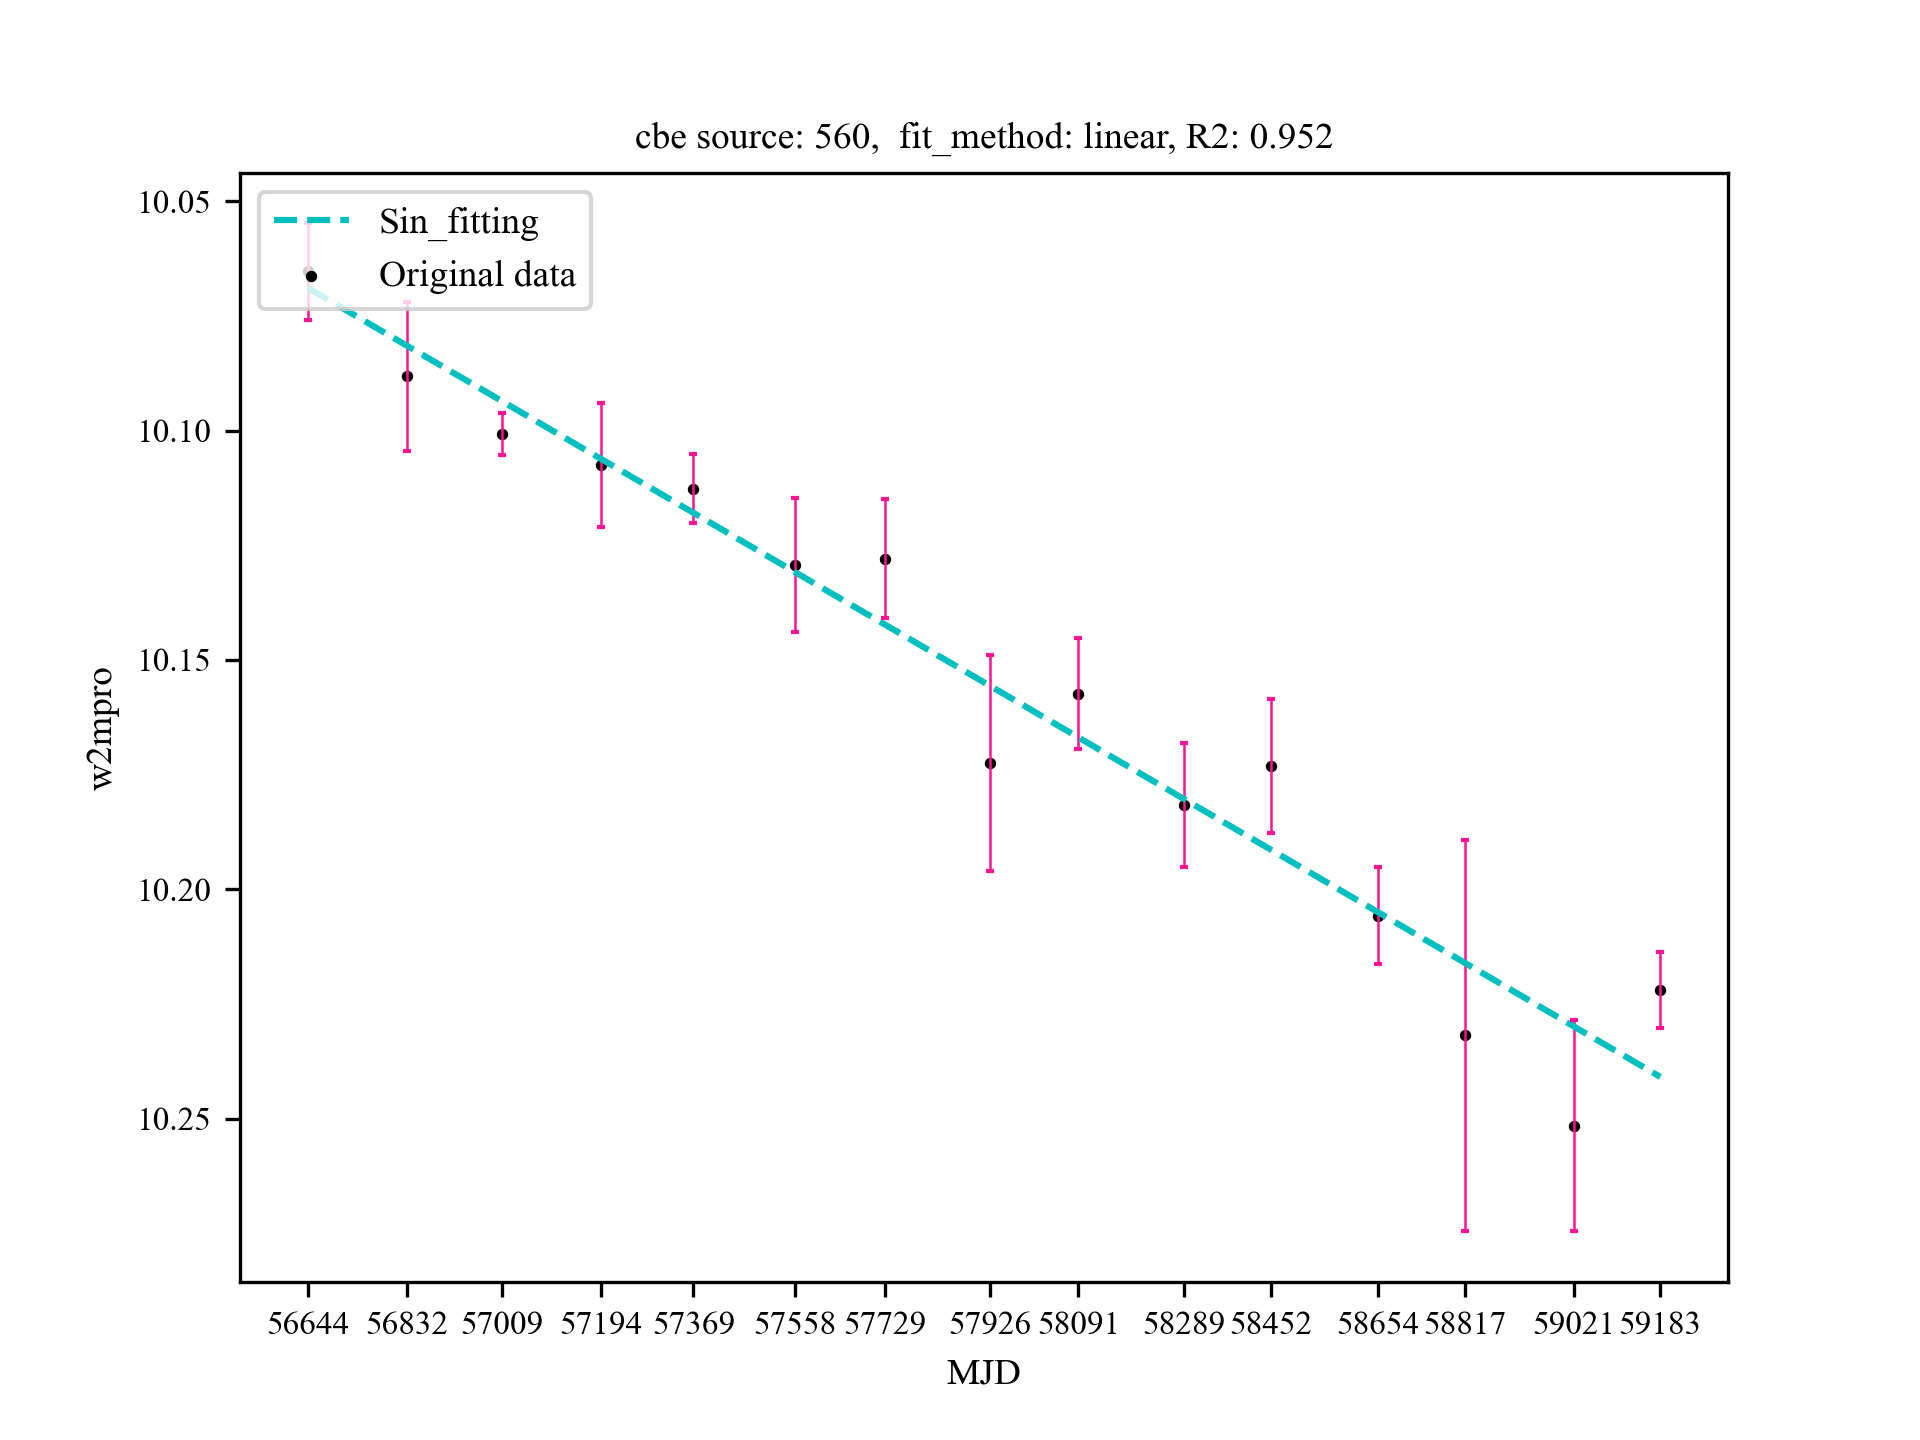 cbe source: 560, fit_method: linear, R2: 0.952
Sin_fitting
Original data
10.05
10.10
10.15
10.20
10.25
w2mpro
56644 56832 57009 57194 57369 57558 57729 57926 58091 58289 58452 58654 58817 59021 59183
MJD